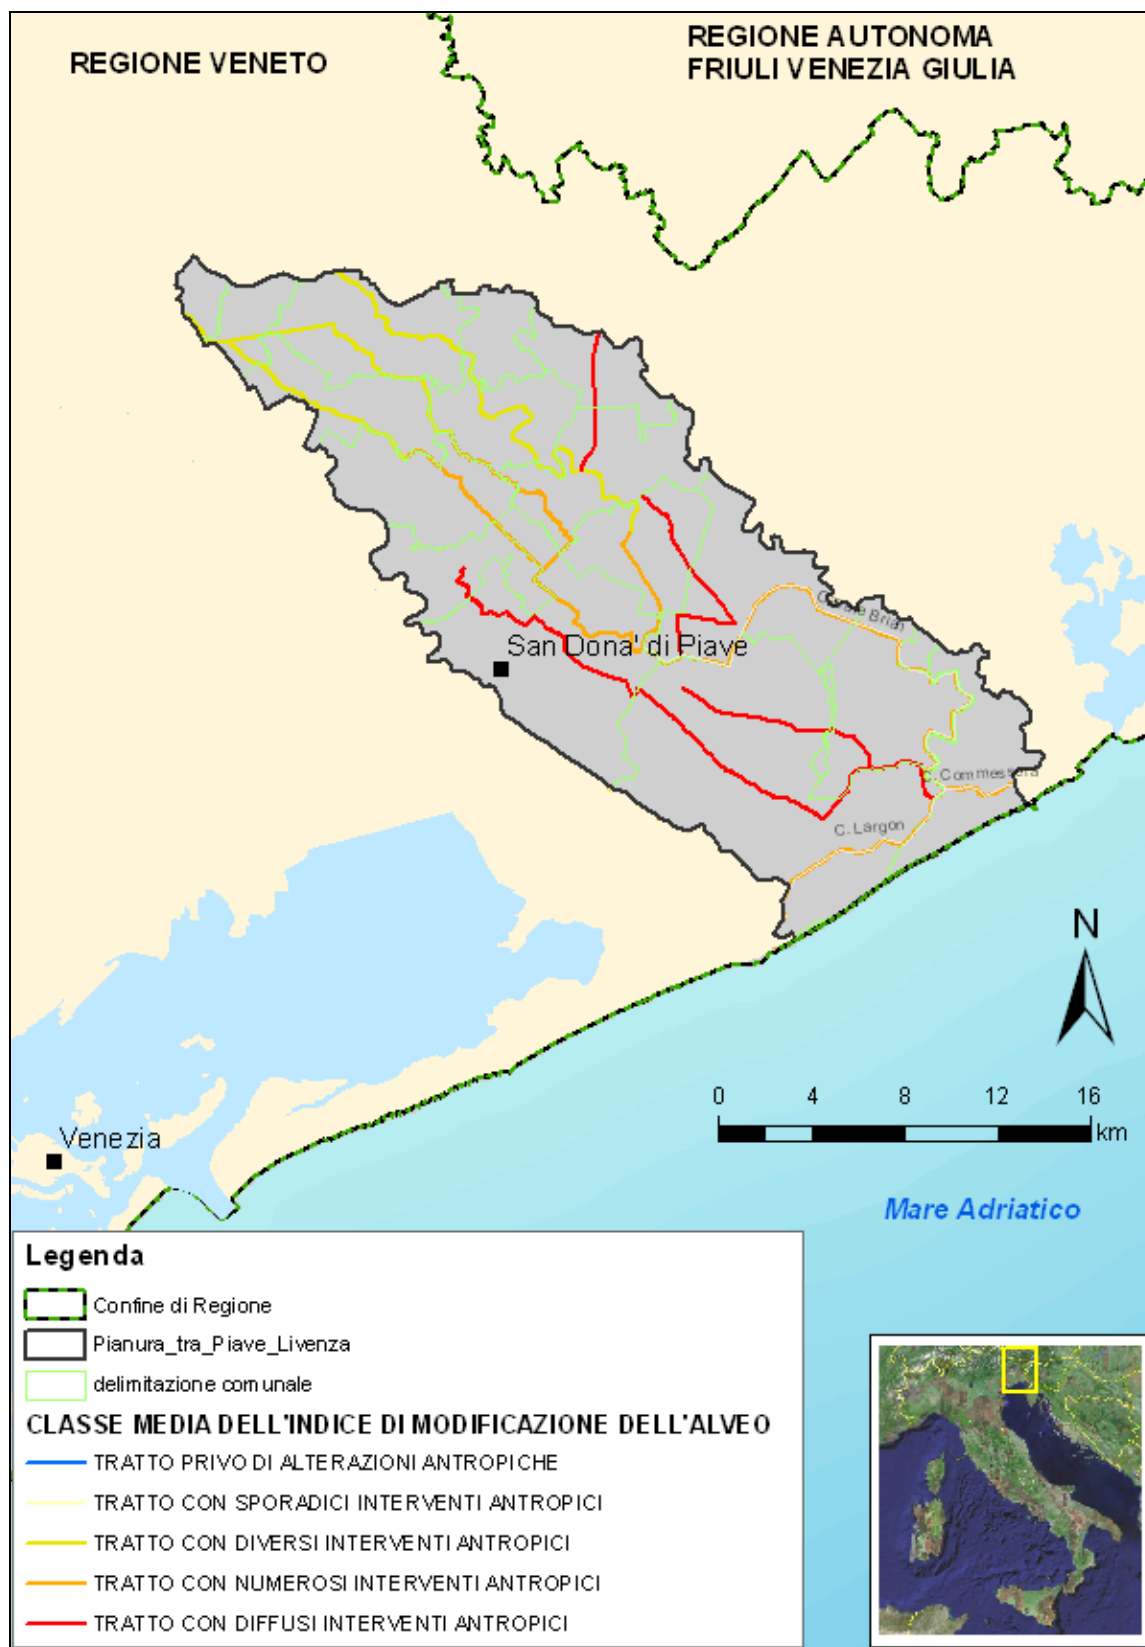 REGIONE VENETO
REGIONE AUTONOMA
FRIULI VENEZIA GIULIA
Brian
San Dona' di Piave
C. Commessera
C. Largon
N
0 4 8 12 16
km
Venezia
Mare Adriatico
Legenda
Confine di Regione
Pianura_tra_Piave_Livenza
delimitazione comunale
CLASSE MEDIA DELL'INDICE DI MODIFICAZIONE DELL'ALVEO
TRATTO PRIVO DI ALTERAZIONI ANTROPICHE
TRATTO CON SPORADICI INTERVENTI ANTROPICI
TRATTO CON DIVERSI INTERVENTI ANTROPICI
TRATTO CON NUMEROSI INTERVENTI ANTROPICI
TRATTO CON DIFFUSI INTERVENTI ANTROPICI